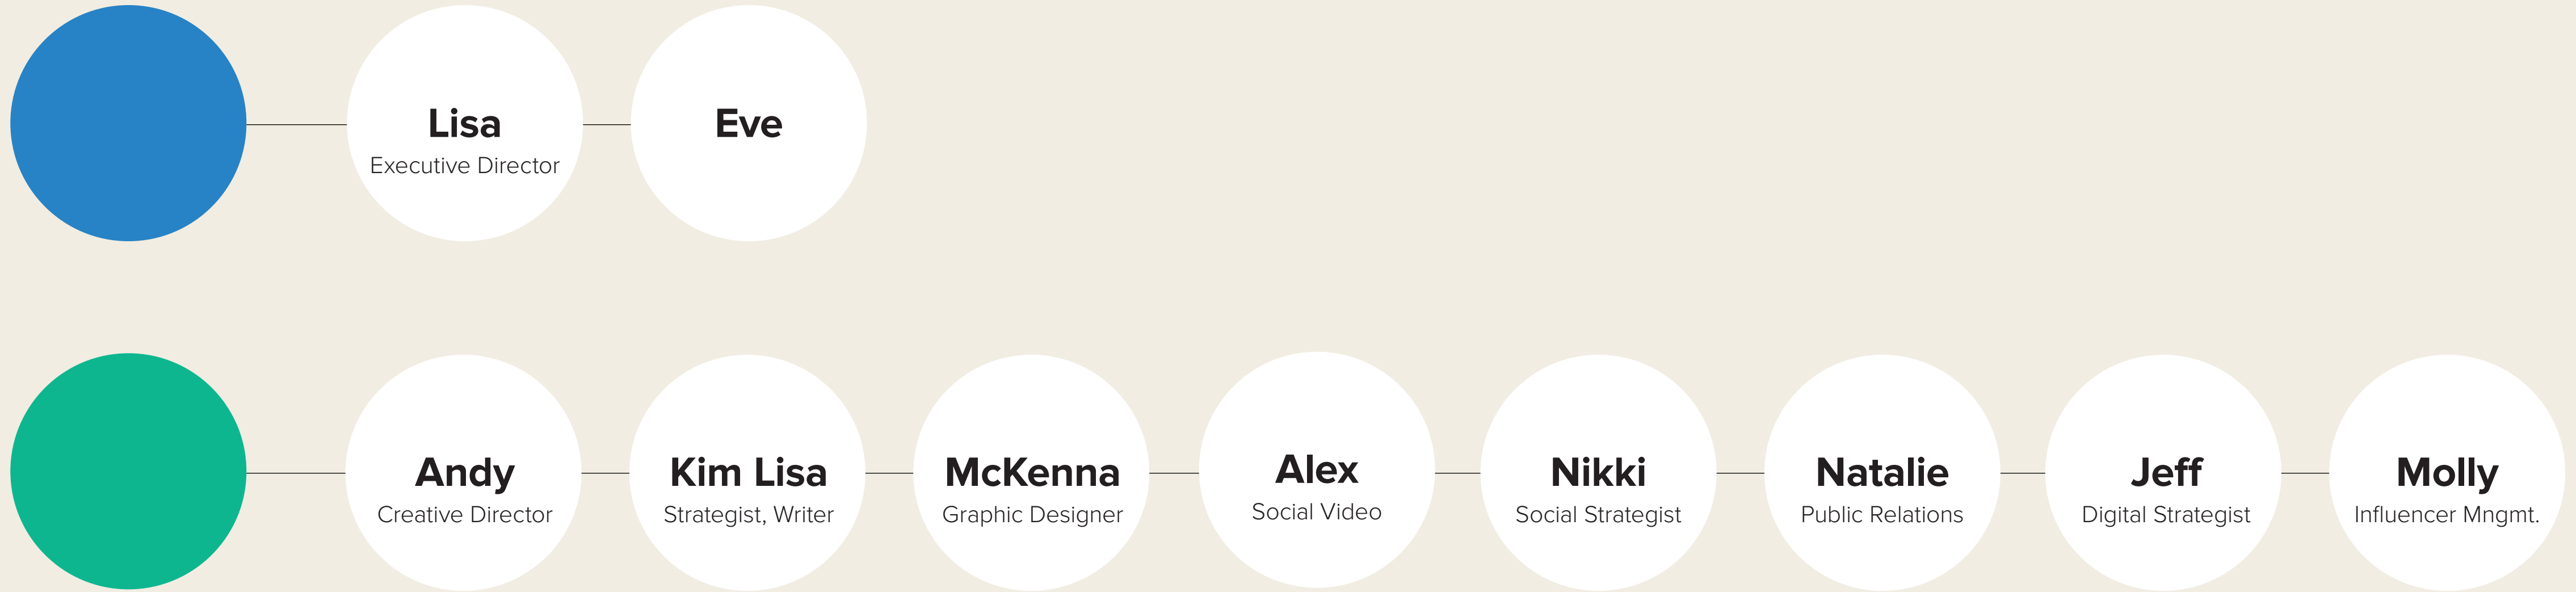 Lisa
Executive Director
Eve
Andy
Creative Director
Kim Lisa
Strategist, Writer
McKenna
Graphic Designer
Alex
Social Video
Nikki
Social Strategist
Natalie
Public Relations
Jeff
Digital Strategist
Molly
Influencer Mngmt.